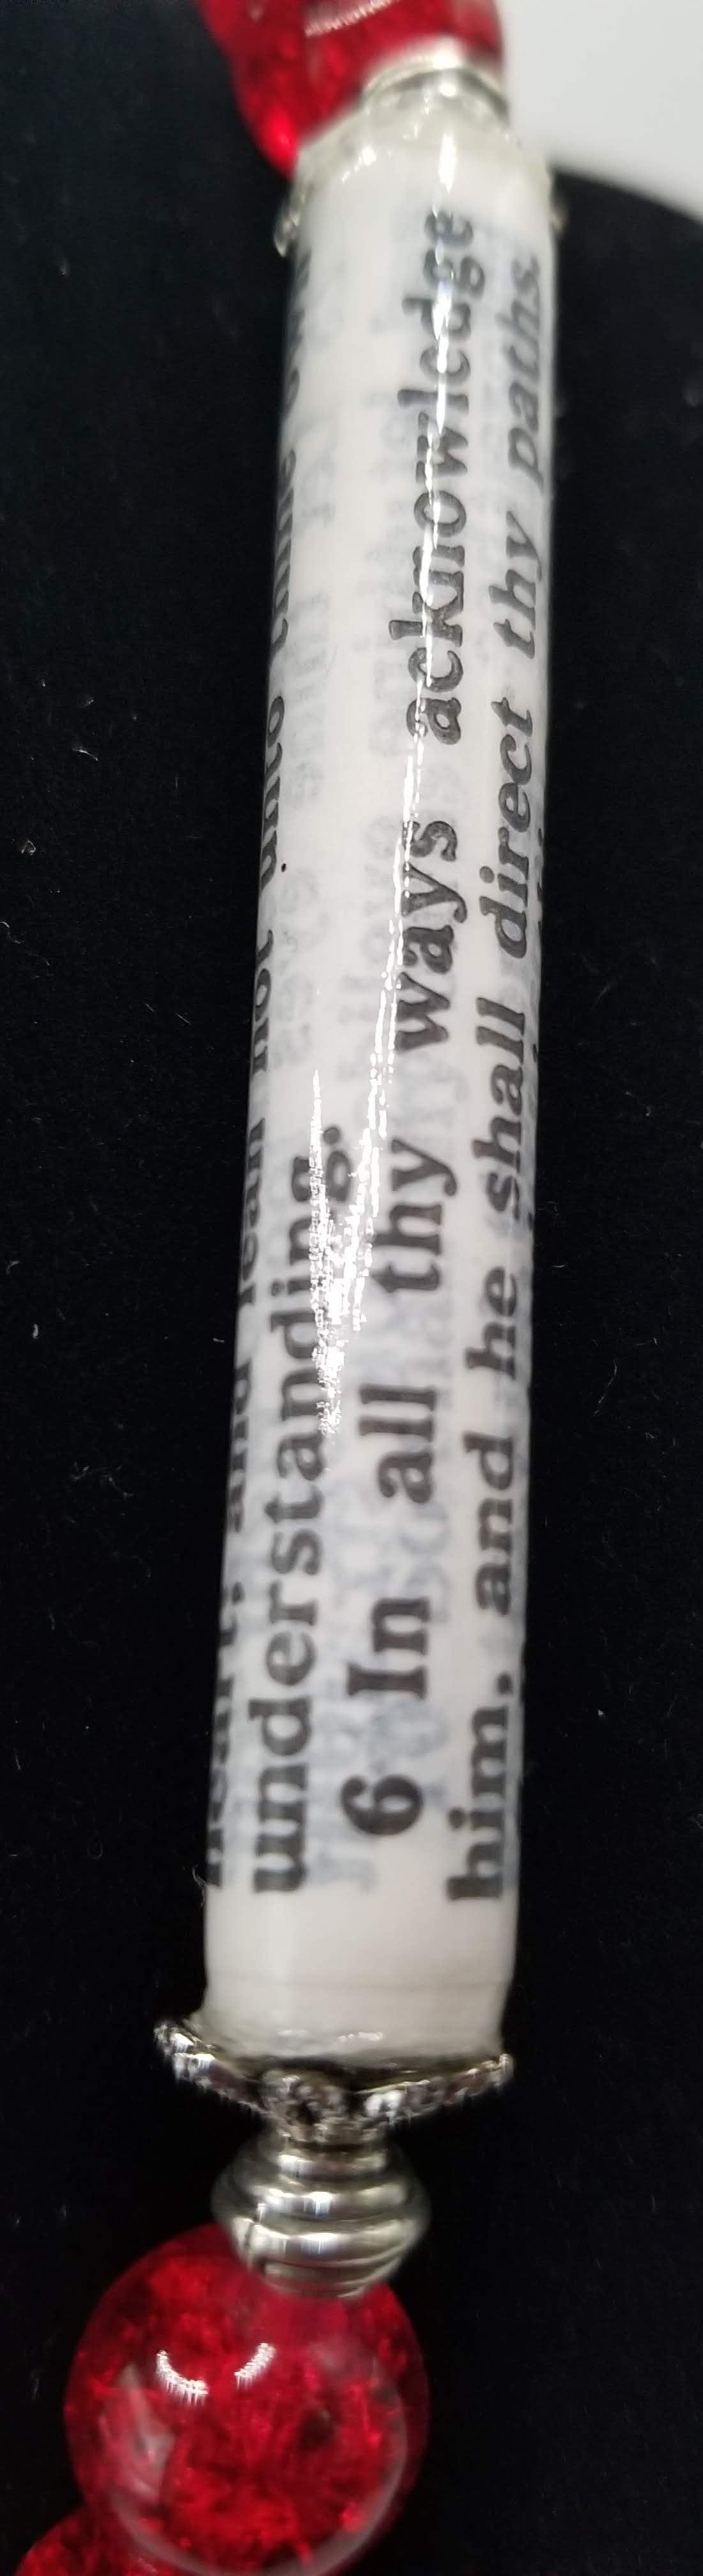 heart; and lean not unto thine own
understanding.
6 In all thy ways acknowledge
him, and he shall direct thy paths.